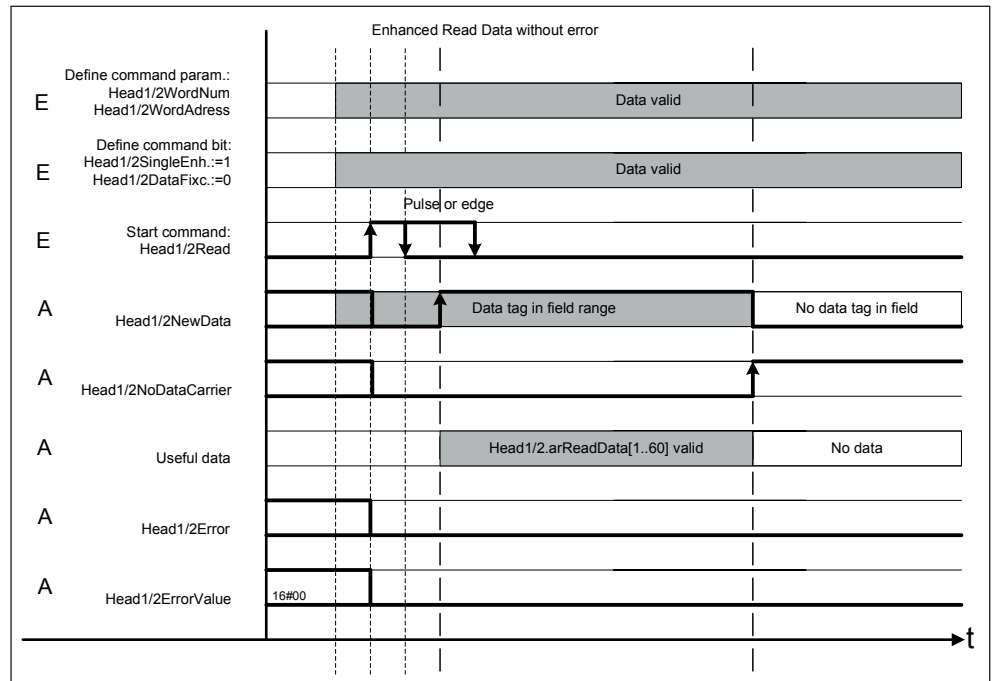 Enhanced Read Data without error
Define command param.:
Head1/2WordNum
Head1/2WordAdress
E
Data valid
Define command bit:
Head1/2SingleEnh.:=1
Head1/2DataFixc.:=0
E
Data valid
Pulse or edge
E
Start command:
Head1/2Read
A
Head1/2NewData
Data tag in field range
No data tag in field
A
Head1/2NoDataCarrier
A
Useful data
Head1/2.arReadData[1..60] valid
No data
A
Head1/2Error
A
Head1/2ErrorValue
16#00
t